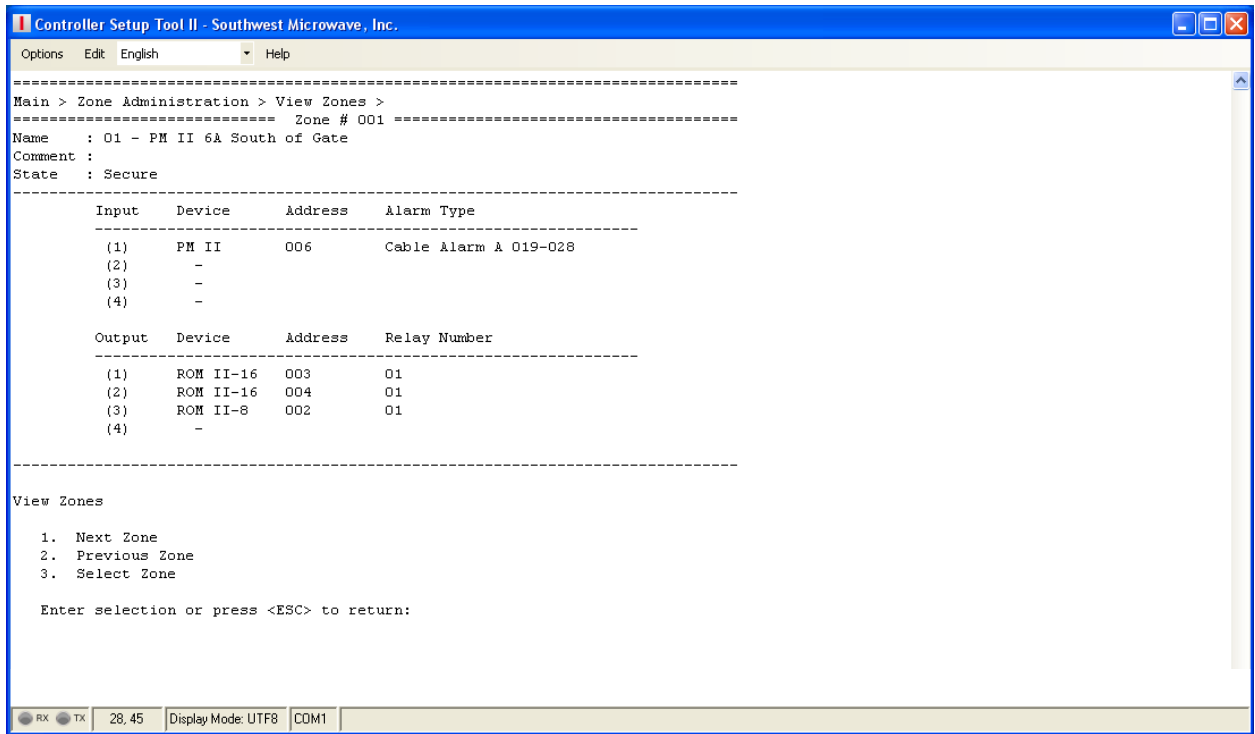 Controller Setup Tool II - Southwest Microwave, Inc.
Options Edit English Help
================================================================================
Main > Zone Administration > View Zones >
============================= Zone # 001 ======================================
Name : 01 - PM II 6A South of Gate
Comment :
State : Secure
--------------------------------------------------------------------------------
Input Device Address Alarm Type
------------------------------------------------------------
(1) PM II 006 Cable Alarm A 019-028
(2) -
(3) -
(4) -
Output Device Address Relay Number
------------------------------------------------------------
(1) ROM II-16 003 01
(2) ROM II-16 004 01
(3) ROM II-8 002 01
(4) -
--------------------------------------------------------------------------------
View Zones
1. Next Zone
2. Previous Zone
3. Select Zone
Enter selection or press <ESC> to return:
RX TX 28, 45 Display Mode: UTF8 COM1